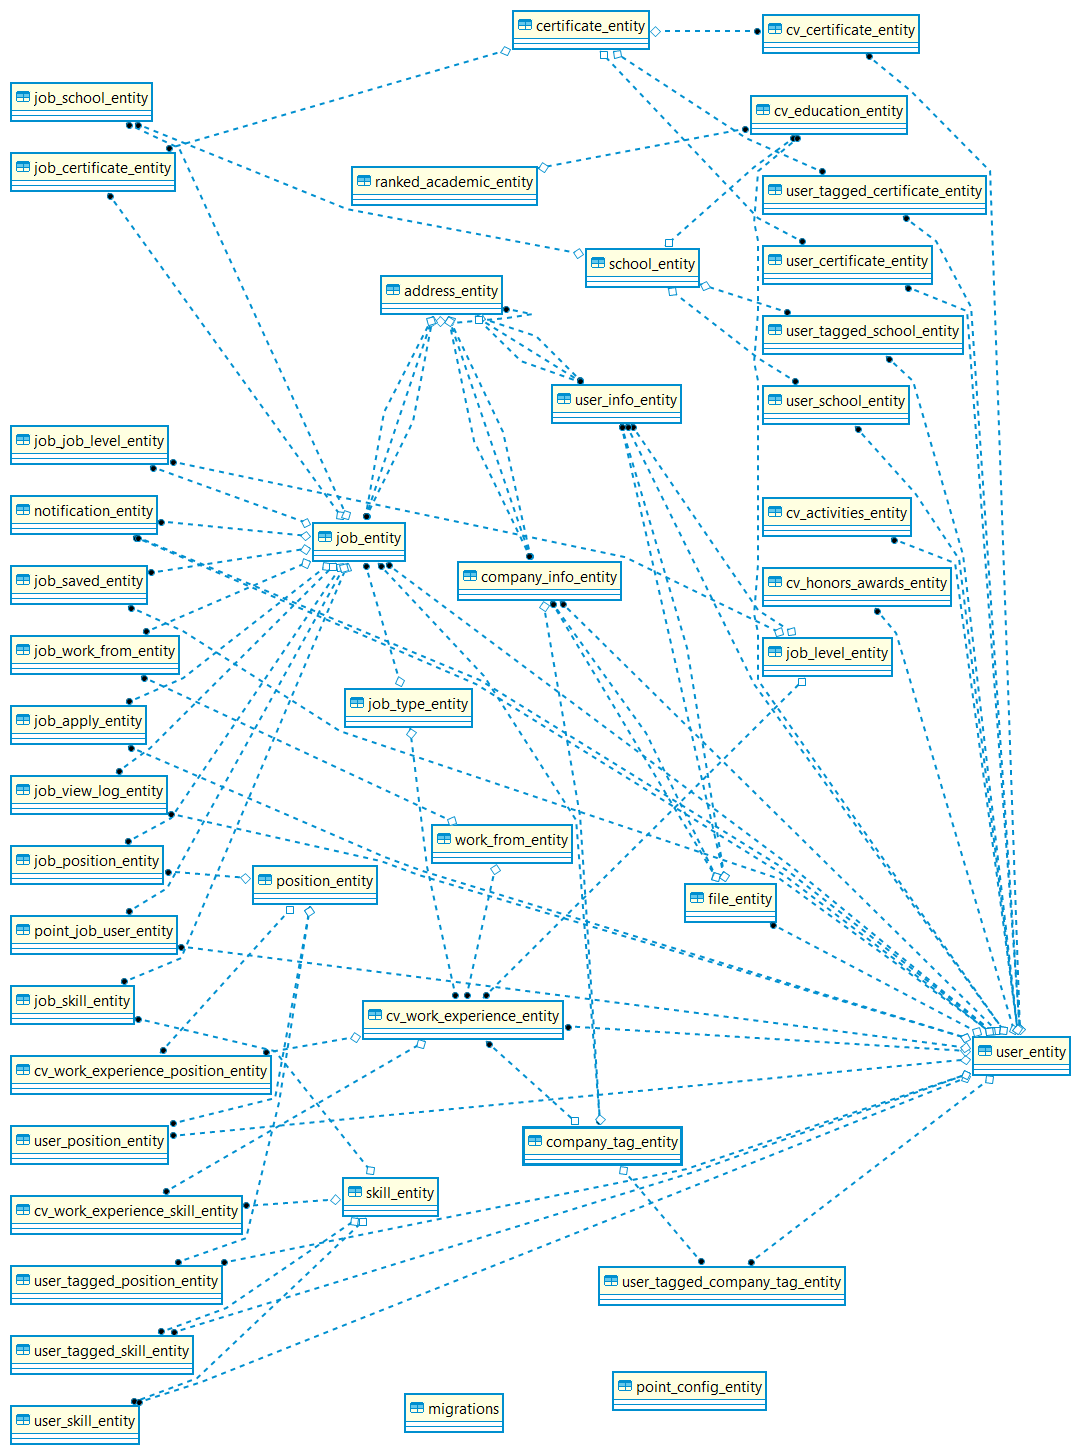 certificate_entity
cv_certificate_entity
job_school_entity
cv_education_entity
job_certificate_entity
ranked_academic_entity
user_tagged_certificate_entity
school_entity
user_certificate_entity
address_entity
user_tagged_school_entity
user_info_entity
user_school_entity
job_job_level_entity
notification_entity
cv_activities_entity
job_entity
job_saved_entity
company_info_entity
cv_honors_awards_entity
job_work_from_entity
job_level_entity
job_type_entity
job_apply_entity
job_view_log_entity
work_from_entity
job_position_entity
position_entity
file_entity
point_job_user_entity
job_skill_entity
cv_work_experience_entity
user_entity
cv_work_experience_position_entity
user_position_entity
company_tag_entity
skill_entity
cv_work_experience_skill_entity
user_tagged_position_entity
user_tagged_company_tag_entity
user_tagged_skill_entity
point_config_entity
migrations
user_skill_entity